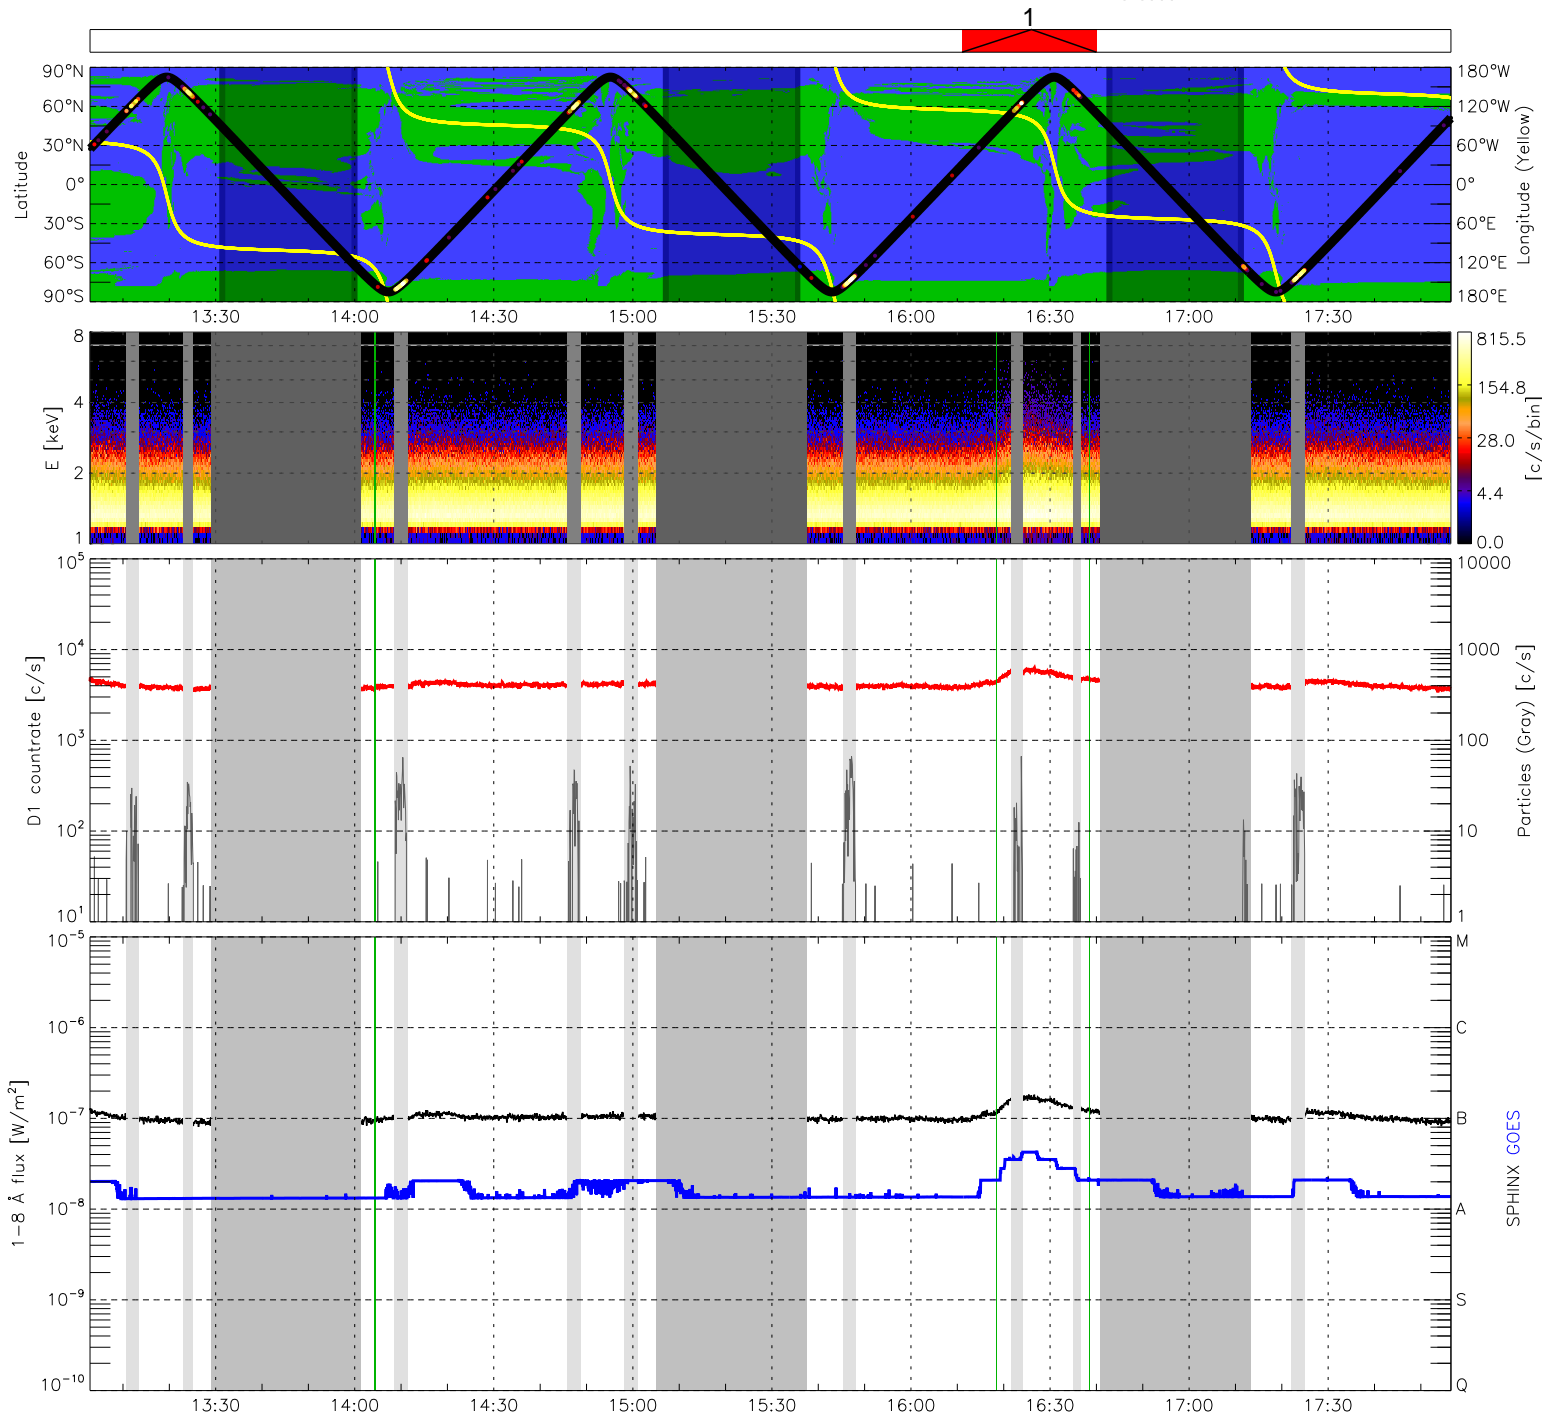 1
90°N
60°N
30°N
0°
30°S
60°S
90°S
Latitude
180°W
120°W
60°W
0°
60°E
120°E
180°E
Longitude (Yellow)
13:30 14:00 14:30 15:00 15:30 16:00 16:30 17:00 17:30
8
4
2
1
E [keV]
815.5
154.8
28.0
4.4
0.0
[c/s/bin]
10^5
10^4
10^3
10^2
10^1
D1 countrate [c/s]
10000
1000
100
10
1
Particles (Gray) [c/s]
10^-5
10^-6
10^-7
10^-8
10^-9
10^-10
1-8 Å flux [W/m^2]
M
C
B
A
S
Q
SPHINX GOES
13:30 14:00 14:30 15:00 15:30 16:00 16:30 17:00 17:30